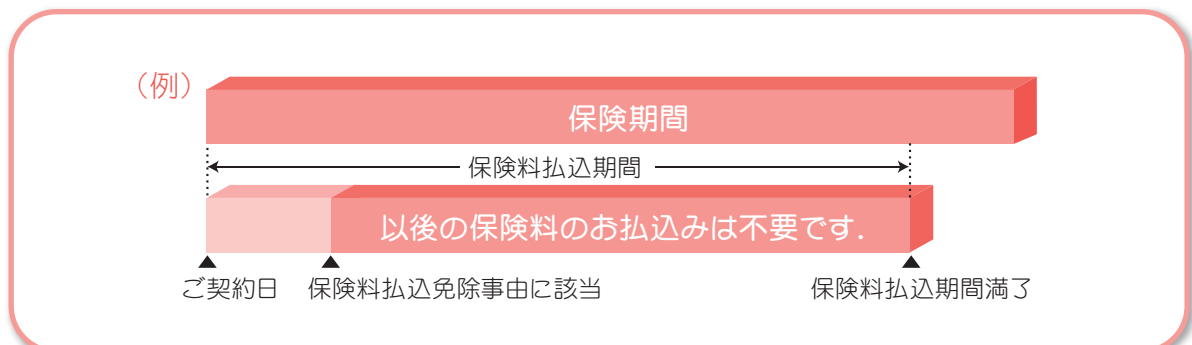 （例）
保険期間
保険料払込期間
以後の保険料のお払込みは不要です.
ご契約日
保険料払込免除事由に該当
保険料払込期間満了